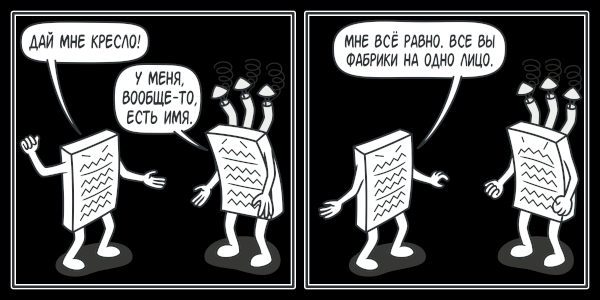 ДАЙ МНЕ КРЕСЛО!
У МЕНЯ,
ВООБЩЕ-ТО,
ЕСТЬ ИМЯ.
МНЕ ВСЁ РАВНО. ВСЕ ВЫ
ФАБРИКИ НА ОДНО ЛИЦО.